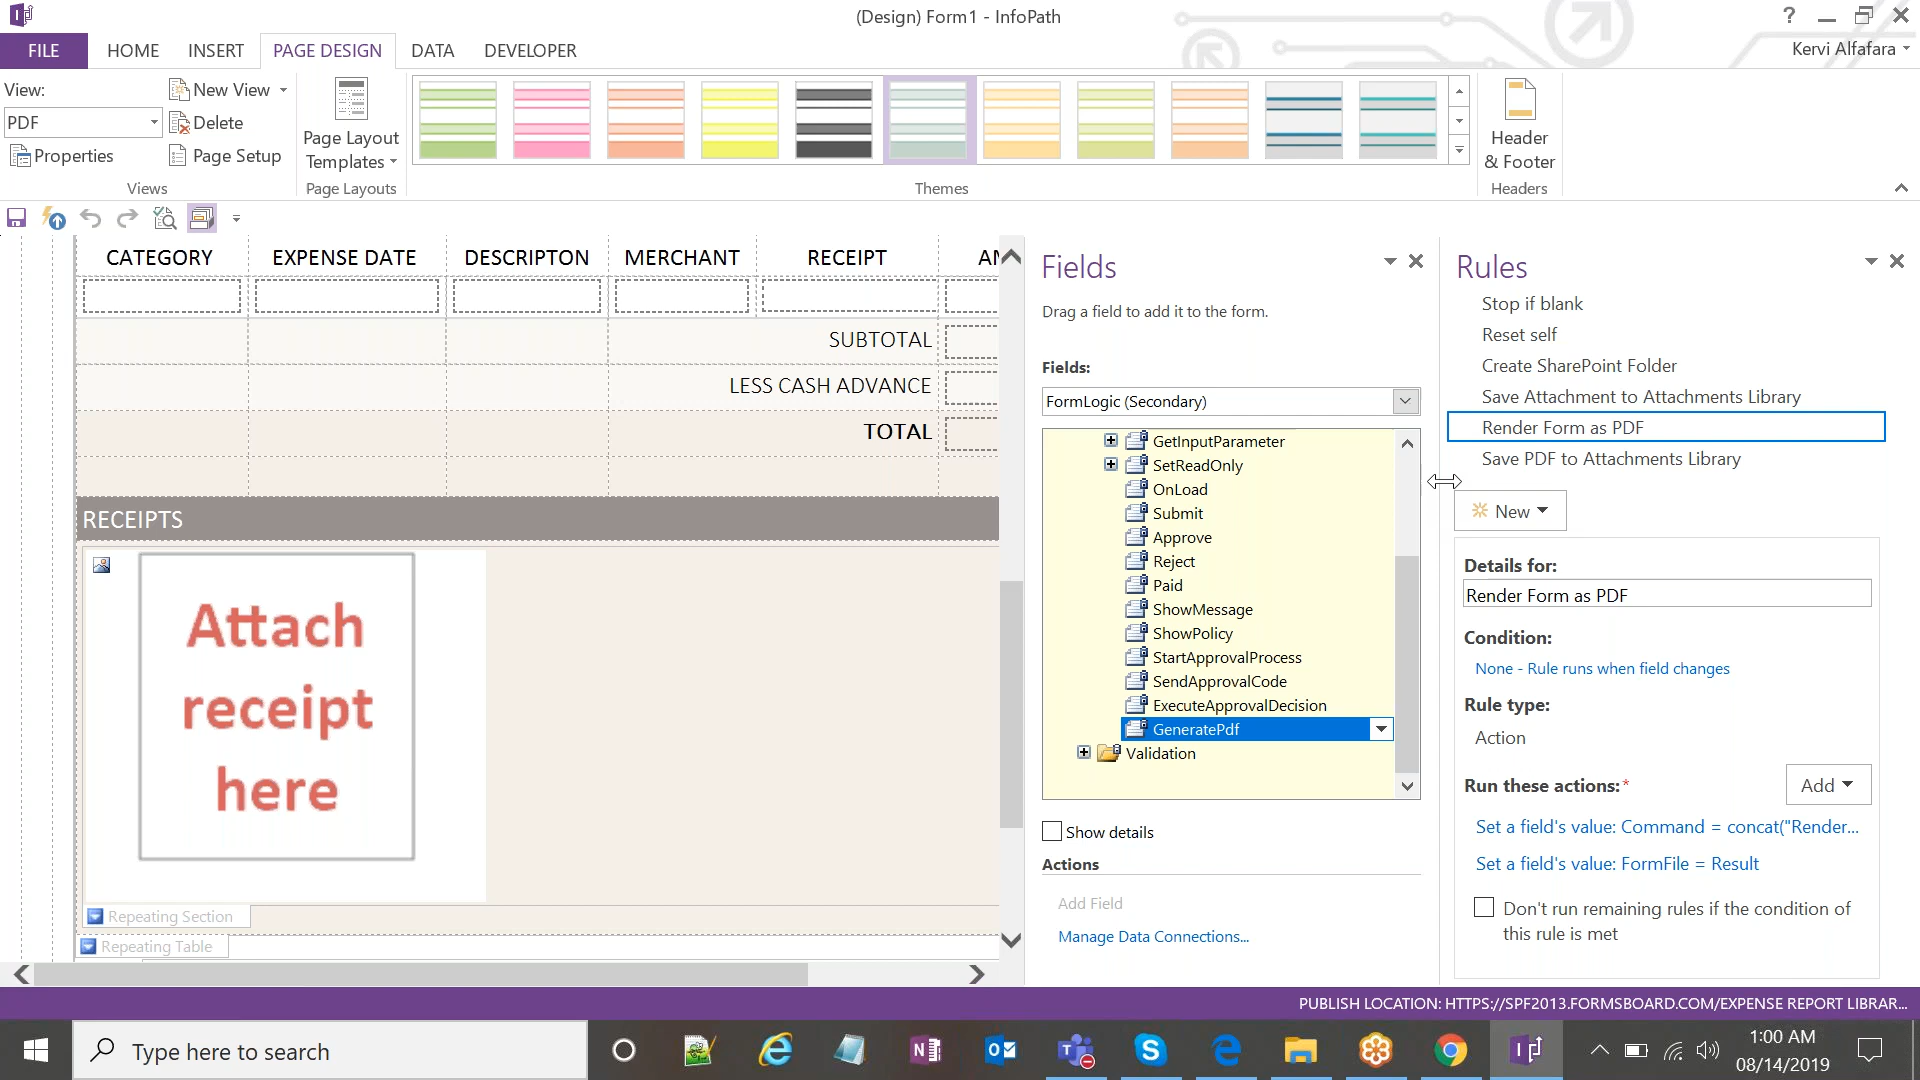 (Design) Form1 - InfoPath
?
FILE HOME INSERT PAGE DESIGN DATA DEVELOPER
Kervi Alfafara
View:
PDF
Properties
New View
Delete
Page Setup
Views
Page Layout
Templates
Page Layouts
Themes
Header
& Footer
Headers
CATEGORY EXPENSE DATE DESCRIPTON MERCHANT RECEIPT AM
SUBTOTAL
LESS CASH ADVANCE
TOTAL
RECEIPTS
Attach
receipt
here
Repeating Section
Repeating Table
Fields
Drag a field to add it to the form.
Fields:
FormLogic (Secondary)
GetInputParameter
SetReadOnly
OnLoad
Submit
Approve
Reject
Paid
ShowMessage
ShowPolicy
StartApprovalProcess
SendApprovalCode
ExecuteApprovalDecision
GeneratePdf
Validation
Show details
Actions
Add Field
Manage Data Connections...
Rules
Stop if blank
Reset self
Create SharePoint Folder
Save Attachment to Attachments Library
Render Form as PDF
Save PDF to Attachments Library
New
Details for:
Render Form as PDF
Condition:
None - Rule runs when field changes
Rule type:
Action
Run these actions:*
Add
Set a field's value: Command = concat("Render...
Set a field's value: FormFile = Result
Don't run remaining rules if the condition of
this rule is met
PUBLISH LOCATION: HTTPS://SPF2013.FORMSBOARD.COM/EXPENSE REPORT LIBRAR...
Type here to search
1:00 AM
08/14/2019